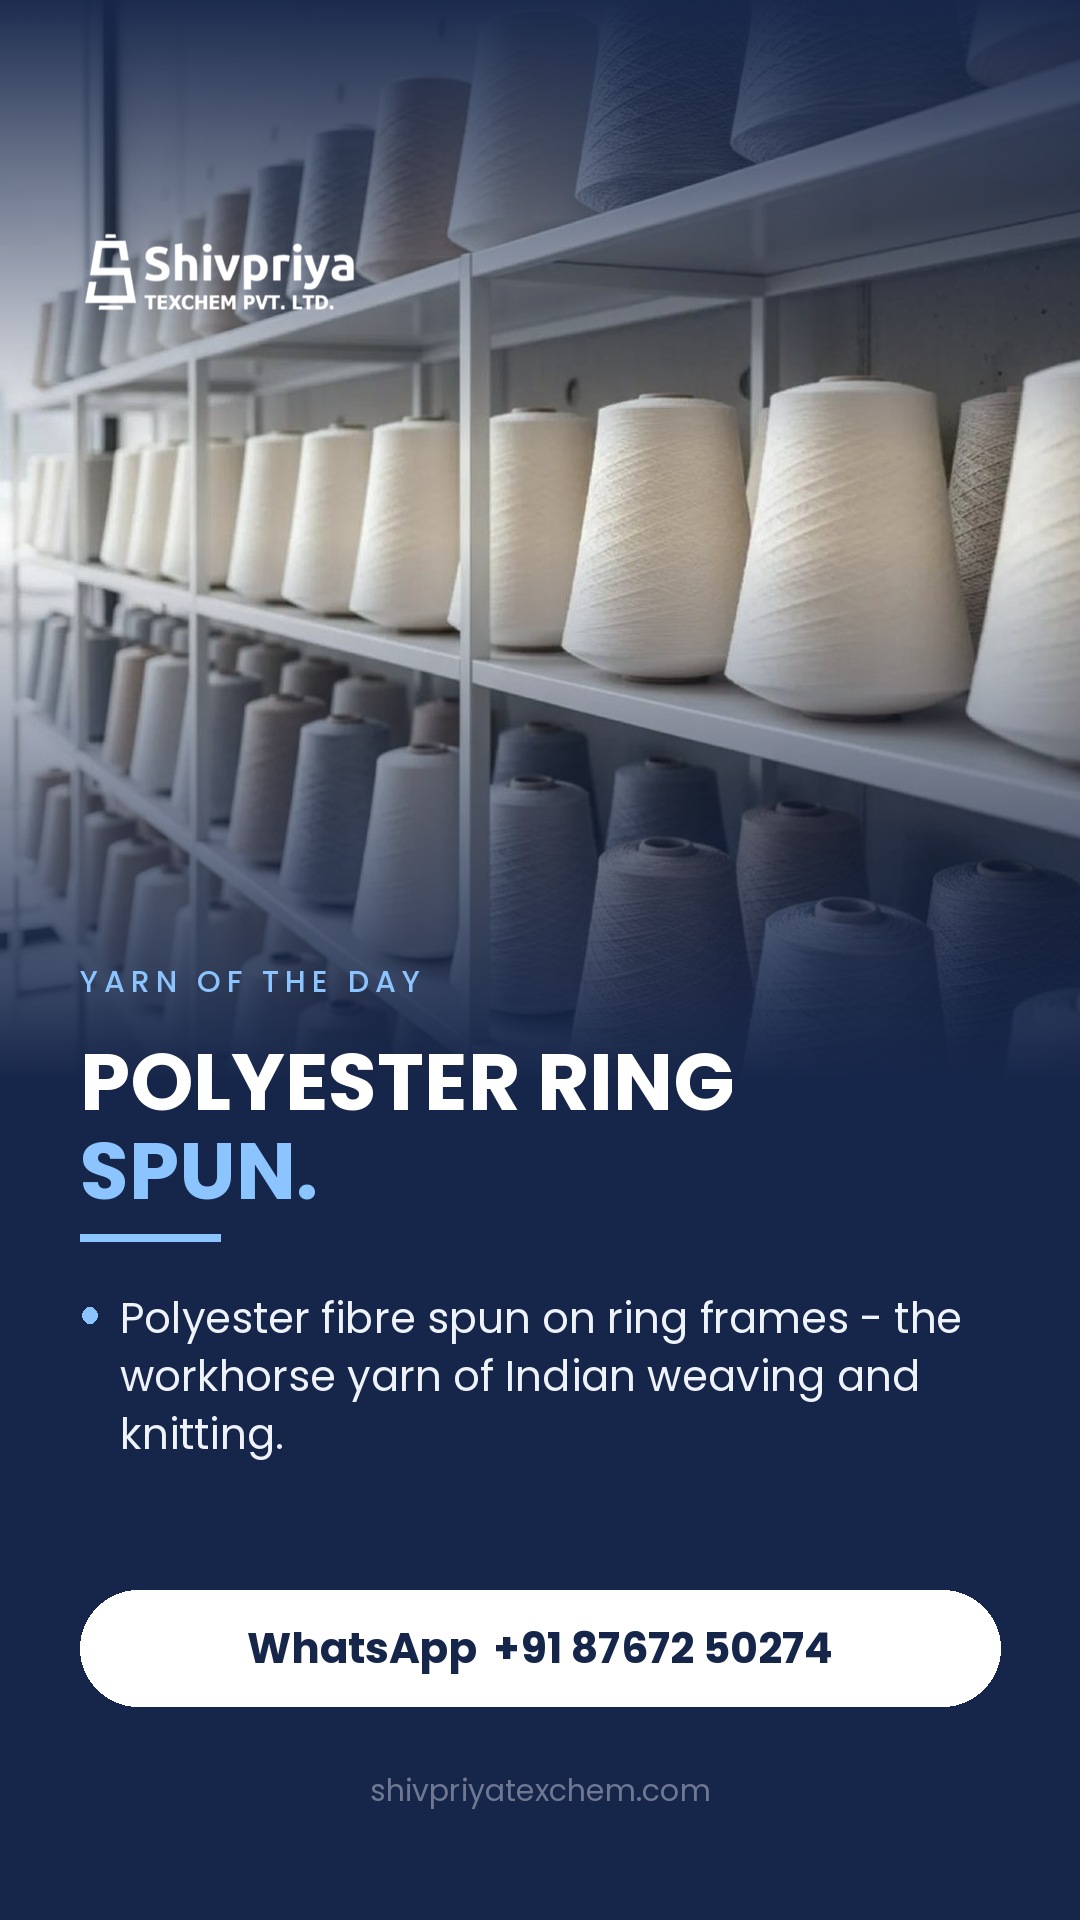 Shivpriya
TEXCHEM PVT. LTD.
YARN OF THE DAY
POLYESTER RING
SPUN.
Polyester fibre spun on ring frames - the
workhorse yarn of Indian weaving and
knitting.
WhatsApp +91 87672 50274
shivpriyatexchem.com